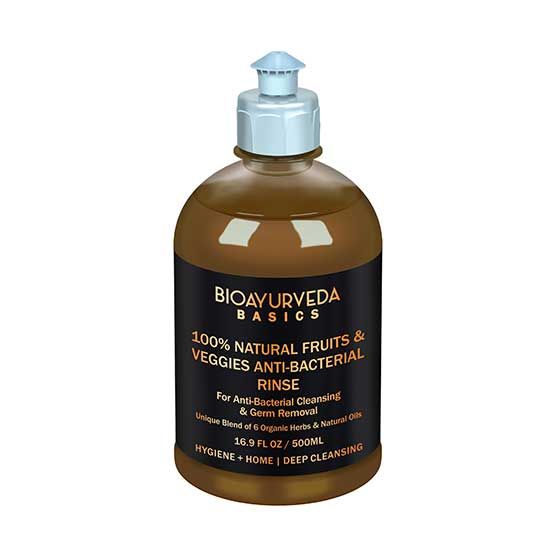 BIOAYURVEDA
BASICS
100% NATURAL FRUITS &
VEGGIES ANTI-BACTERIAL
RINSE
For Anti-Bacterial Cleansing
& Germ Removal
Unique Blend of 6 Organic Herbs & Natural Oils
16.9 FL OZ / 500ML
HYGIENE + HOME | DEEP CLEANSING